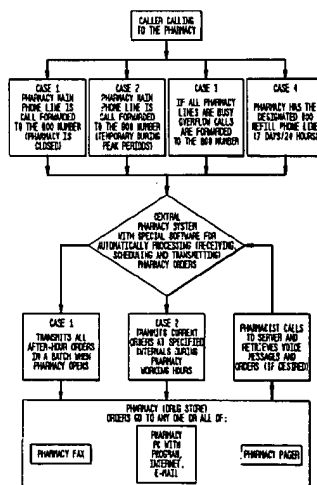 CALLER CALLING
TO THE PHARMACY
CASE 1
PHARMACY MAIN
PHONE LINE IS
CALL FORWARDED
TO THE 800 NUMBER
(PHARMACY IS
CLOSED)
CASE 2
PHARMACY MAIN
PHONE LINE IS
CALL FORWARDED
TO THE 800 NUMBER
(TEMPORARY DURING
PEAK PERIODS)
CASE 3
IF ALL PHARMACY
LINES ARE BUSY
OVERFLOW CALLS
ARE FORWARDED
TO THE 800 NUMBER
CASE 4
PHARMACY HAS THE
DESIGNATED 800
REFILL PHONE LINE
(7 DAYS/24 HOURS)
CENTRAL
PHARMACY SYSTEM
WITH SPECIAL SOFTWARE FOR
AUTOMATICALLY PROCESSING (RECEIVING,
SCHEDULING AND TRANSMITTING)
PHARMACY ORDERS
CASE 1
TRANSMITS ALL
AFTER-HOUR ORDERS
IN A BATCH WHEN
PHARMACY OPENS
CASE 2
TRANMITS CURRENT
ORDERS AT SPECIFIED
INTERVALS DURING
PHARMACY
WORKING HOURS
PHARMACIST CALLS
TO SERVER AND
RETRIEVES VOICE
MESSAGES AND
ORDERS (IF DESIRED)
PHARMACY (DRUG STORE)
ORDERS GO TO ANY ONE OR ALL OF:
PHARMACY FAX
PHARMACY
PC WITH
PROGRAM,
INTERNET,
E-MAIL
PHARMACY PAGER